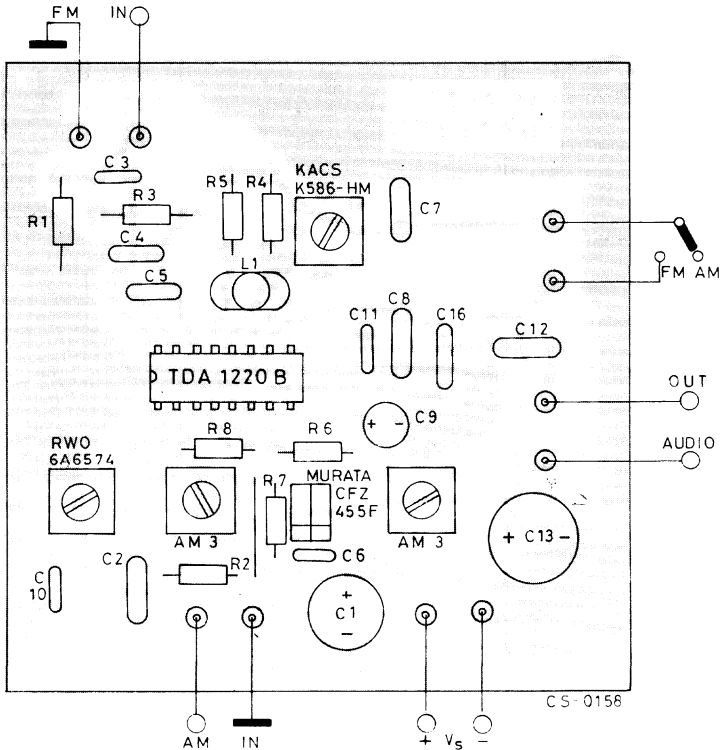 FM IN
C3
KACS
K586-HM
R5 R4
R1
R3
C7
C4
L1
C5
FM AM
C11 C8 C16
C12
TDA 1220 B
OUT
+ - C9
R8 R6
RWO
6A6574
AUDIO
R7
MURATA
CFZ
455F
AM 3
AM 3
+ C13 -
C2
R2
C6
C
10
+
C1
-
CS-0158
AM IN
+ Vs -